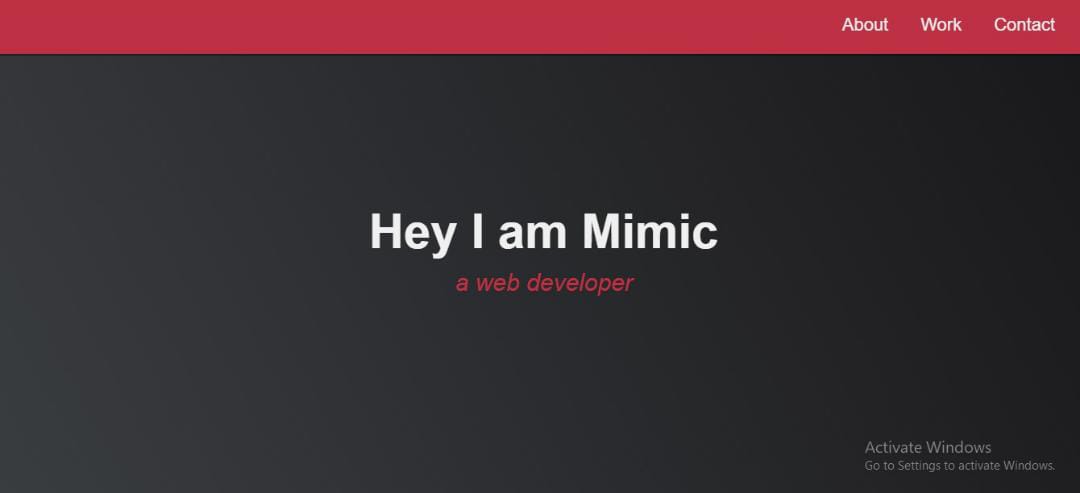 About Work Contact
Hey I am Mimic
a web developer
Activate Windows
Go to Settings to activate Windows.